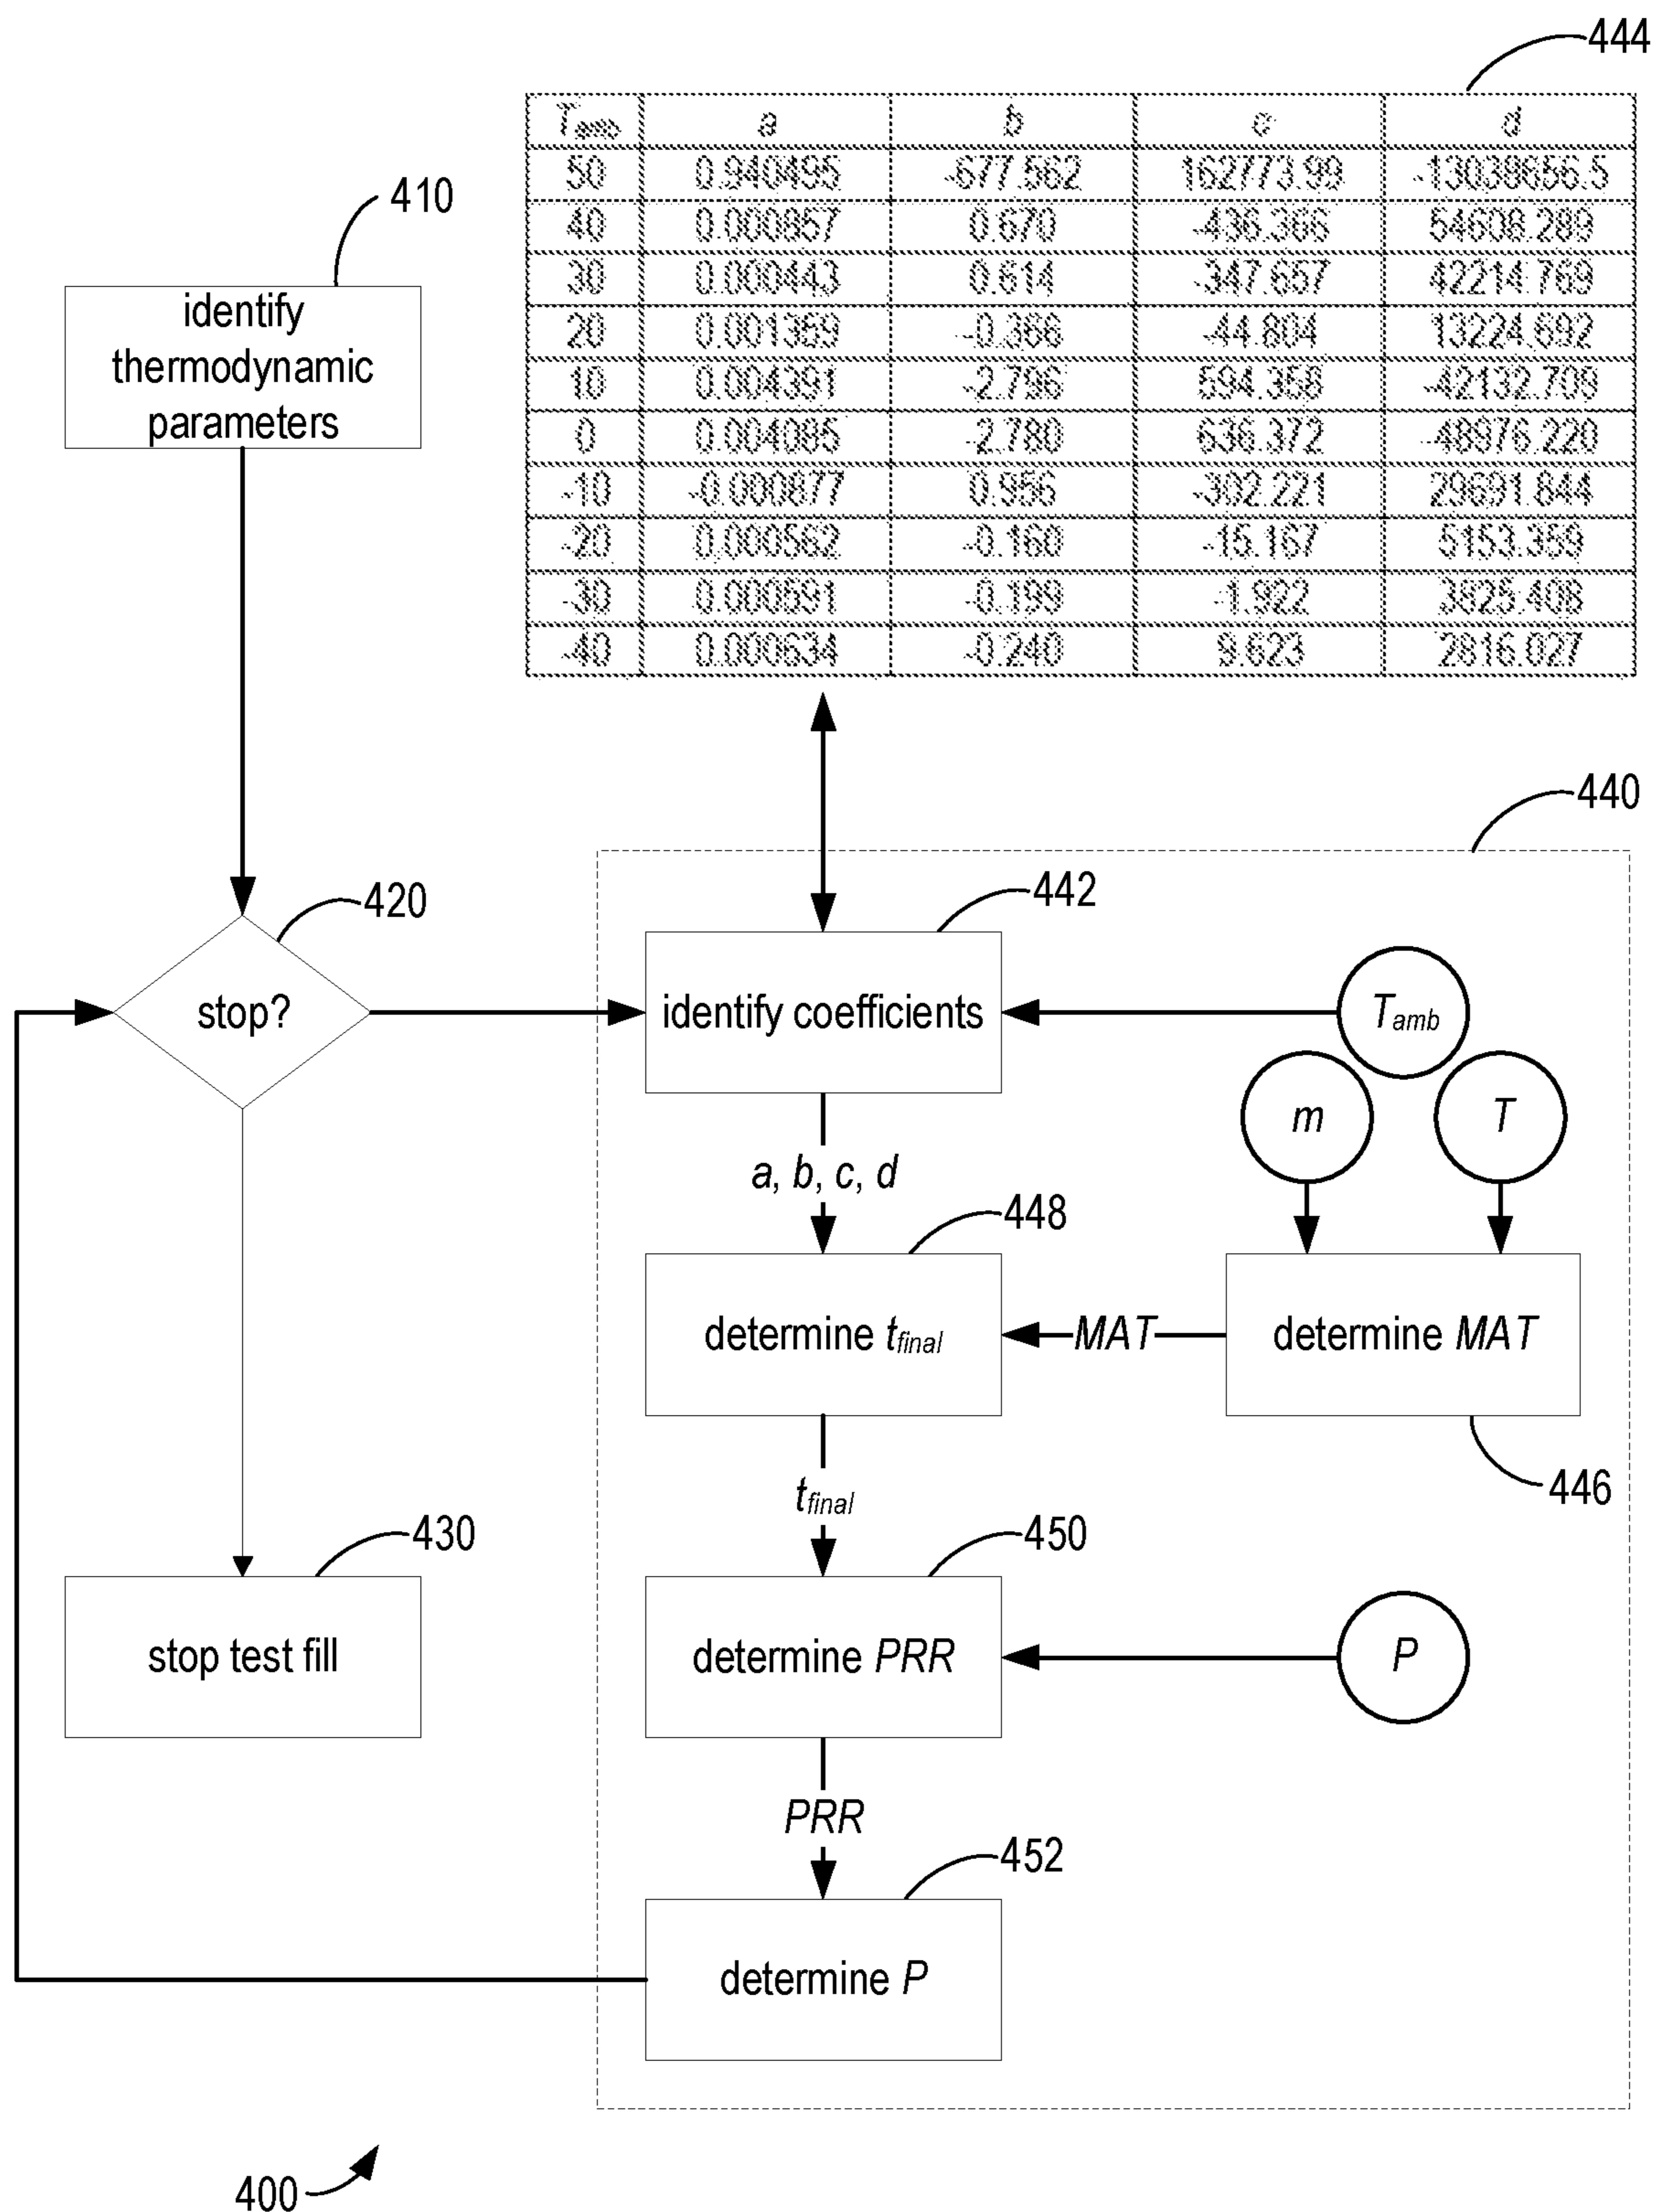 444
T_amb a b c d
50 0.940495 -677.562 162773.99 -13038656.5
40 0.000857 0.670 -436.366 54608.289
30 0.000443 0.614 -347.657 42214.769
20 0.001359 -0.366 -44.804 13224.692
10 0.004391 -2.796 594.358 -42132.709
0 0.004085 -2.780 636.372 -48976.220
-10 -0.000877 0.956 -302.221 29691.844
-20 0.000562 -0.160 -15.167 5153.359
-30 0.000591 -0.199 -1.922 3825.408
-40 0.000634 -0.240 9.623 2816.027
410
identify
thermodynamic
parameters
440
420
stop?
442
identify coefficients
T_amb
m
T
a, b, c, d
448
determine t_final
MAT
determine MAT
446
t_final
430
stop test fill
450
determine PRR
P
PRR
452
determine P
400